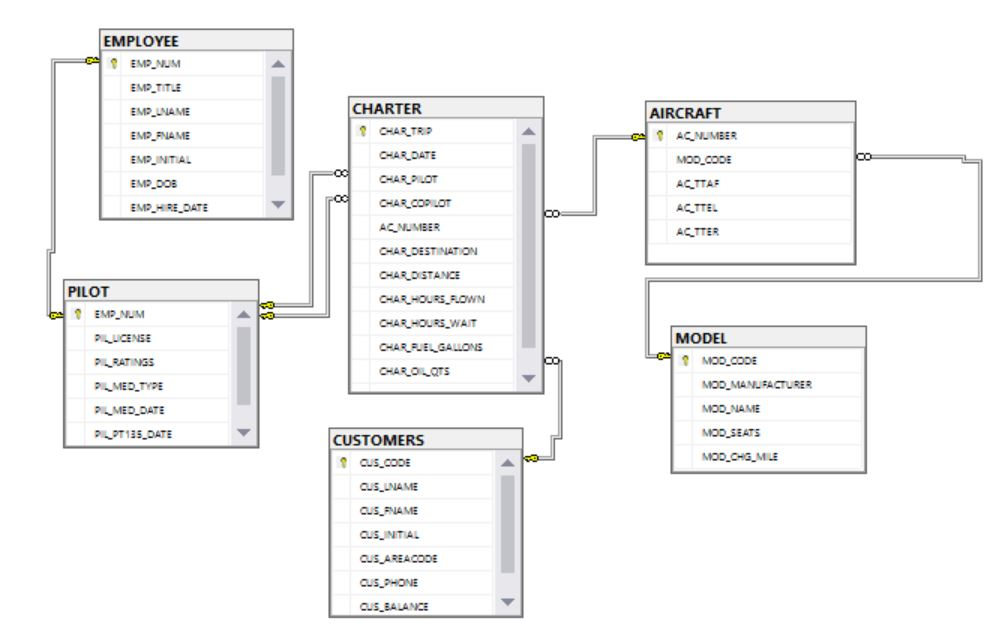 EMPLOYEE
EMP_NUM
EMP_TITLE
EMP_LNAME
EMP_FNAME
EMP_INITIAL
EMP_DOB
EMP_HIRE_DATE
PILOT
EMP_NUM
PIL_LICENSE
PIL_RATINGS
PIL_MED_TYPE
PIL_MED_DATE
PIL_PT135_DATE
CHARTER
CHAR_TRIP
CHAR_DATE
CHAR_PILOT
CHAR_COPILOT
AC_NUMBER
CHAR_DESTINATION
CHAR_DISTANCE
CHAR_HOURS_FLOWN
CHAR_HOURS_WAIT
CHAR_FUEL_GALLONS
CHAR_OIL_QTS
CUSTOMERS
CUS_CODE
CUS_LNAME
CUS_FNAME
CUS_INITIAL
CUS_AREACODE
CUS_PHONE
CUS_BALANCE
AIRCRAFT
AC_NUMBER
MOD_CODE
AC_TTAF
AC_TTEL
AC_TTER
MODEL
MOD_CODE
MOD_MANUFACTURER
MOD_NAME
MOD_SEATS
MOD_CHG_MILE